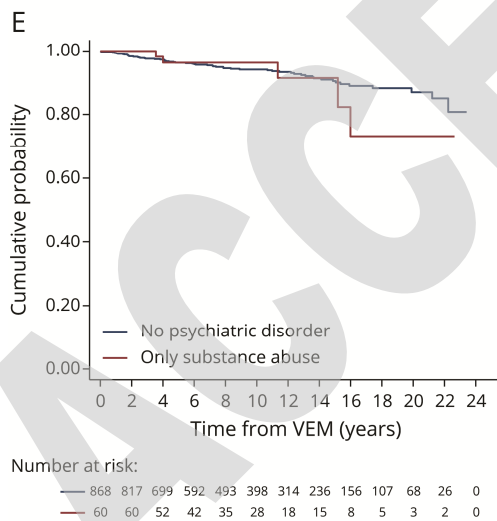 E
Cumulative probability
1.00
0.80
0.60
0.40
0.20
0.00
No psychiatric disorder
Only substance abuse
0 2 4 6 8 10 12 14 16 18 20 22 24
Time from VEM (years)
Number at risk:
868 817 699 592 493 398 314 236 156 107 68 26 0
60 60 52 42 35 28 18 15 8 5 3 2 0
ACCE